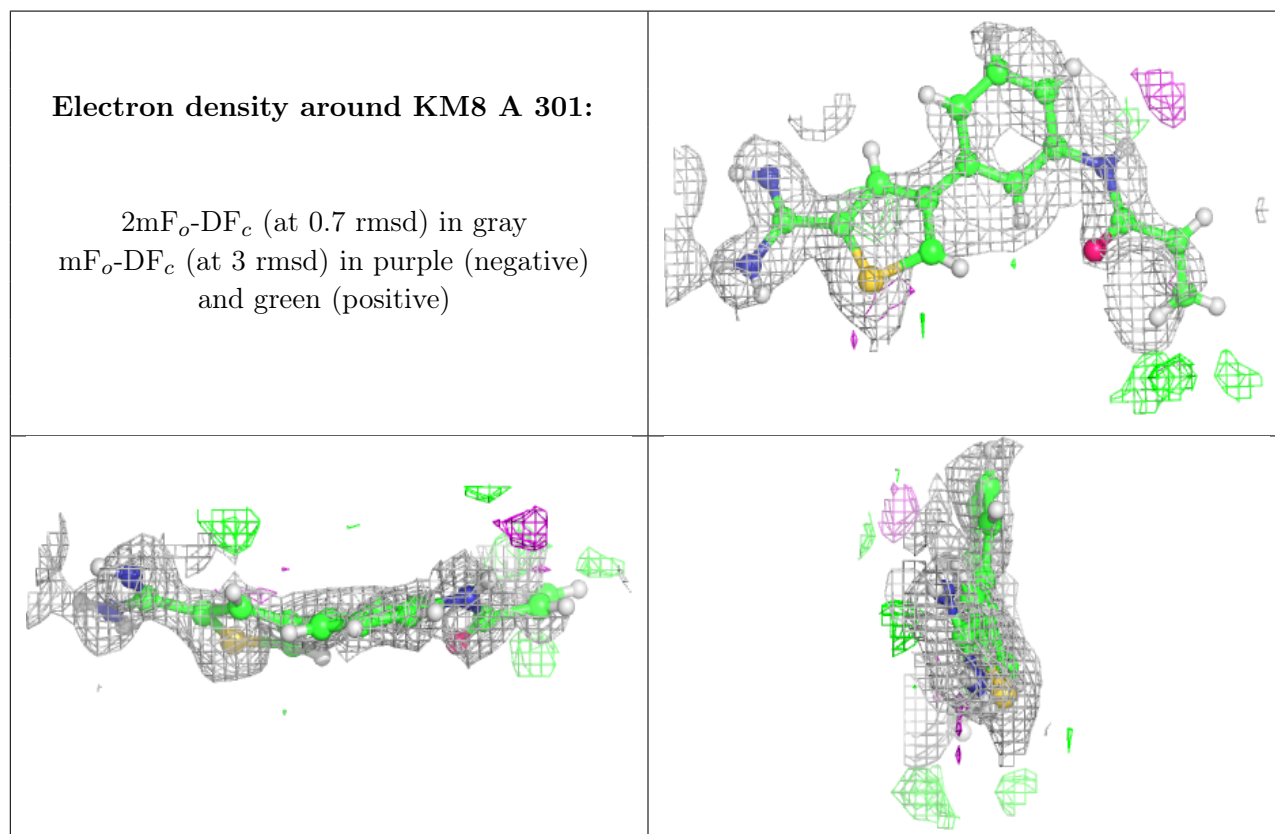 Electron density around KM8 A 301:
2mFo-DFc (at 0.7 rmsd) in gray
mFo-DFc (at 3 rmsd) in purple (negative)
and green (positive)